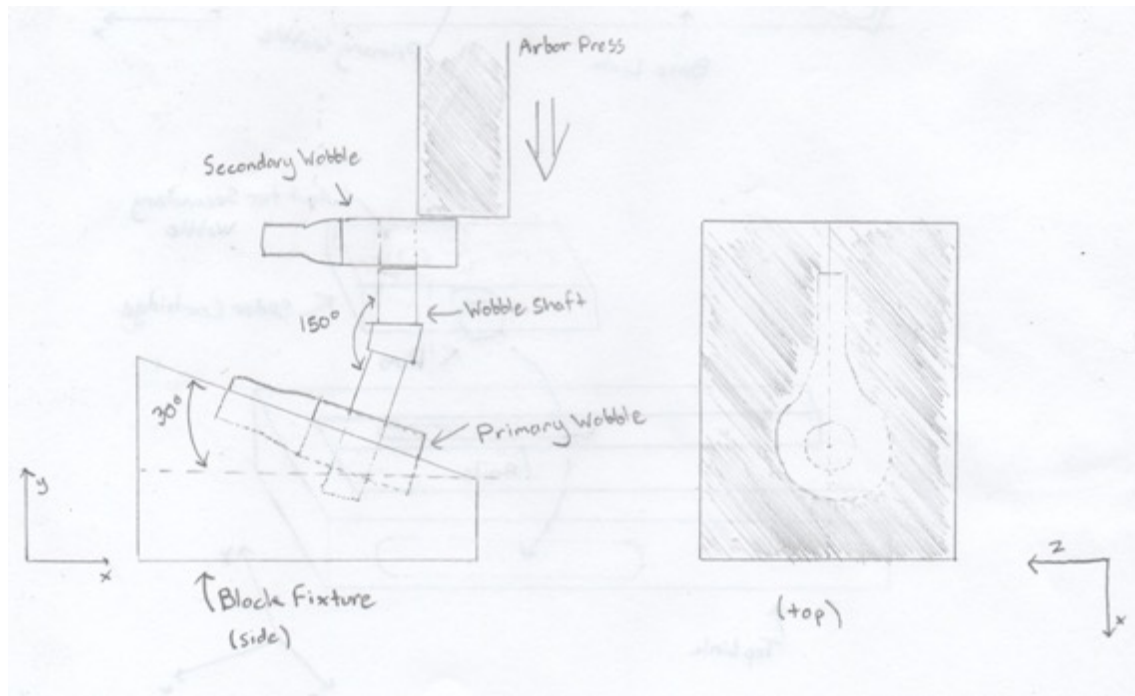 Arbor Press
Secondary Wobble
150°
Wobble Shaft
30°
Primary Wobble
y
x
Block Fixture
(side)
z
x
(top)